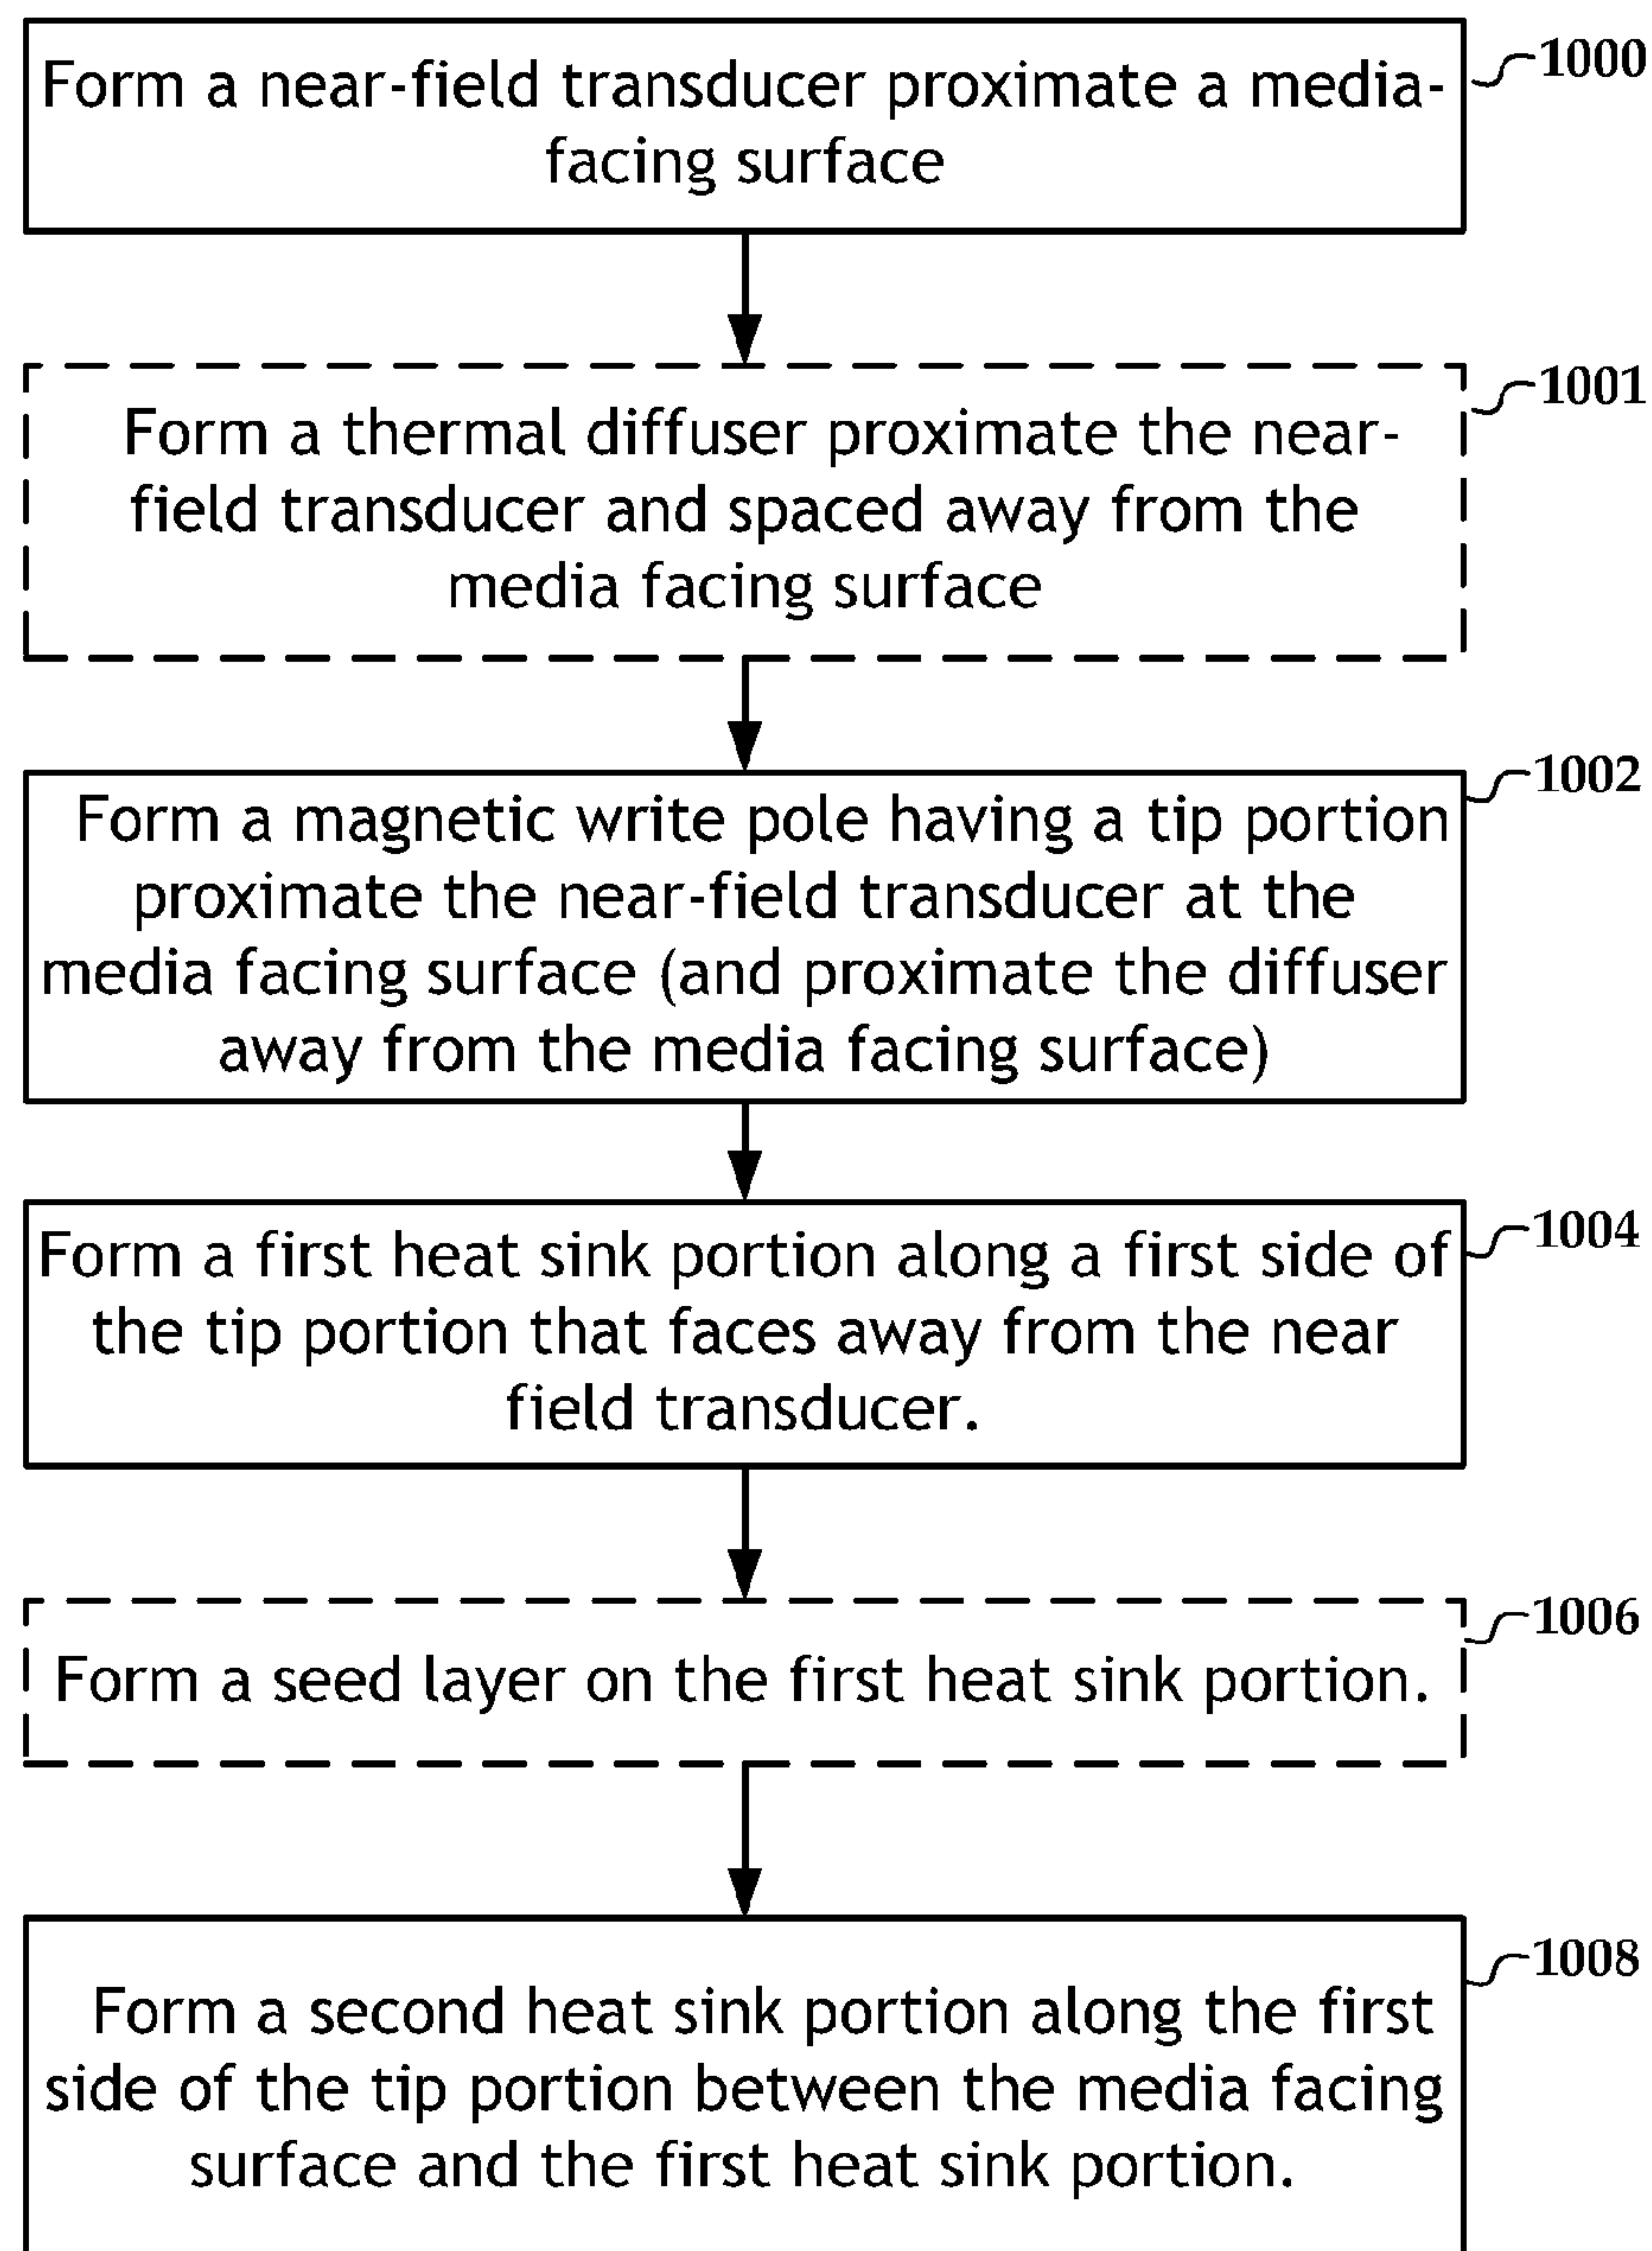 Form a near-field transducer proximate a media-
facing surface
1000
Form a thermal diffuser proximate the near-
field transducer and spaced away from the
media facing surface
1001
Form a magnetic write pole having a tip portion
proximate the near-field transducer at the
media facing surface (and proximate the diffuser
away from the media facing surface)
1002
Form a first heat sink portion along a first side of
the tip portion that faces away from the near
field transducer.
1004
Form a seed layer on the first heat sink portion.
1006
Form a second heat sink portion along the first
side of the tip portion between the media facing
surface and the first heat sink portion.
1008